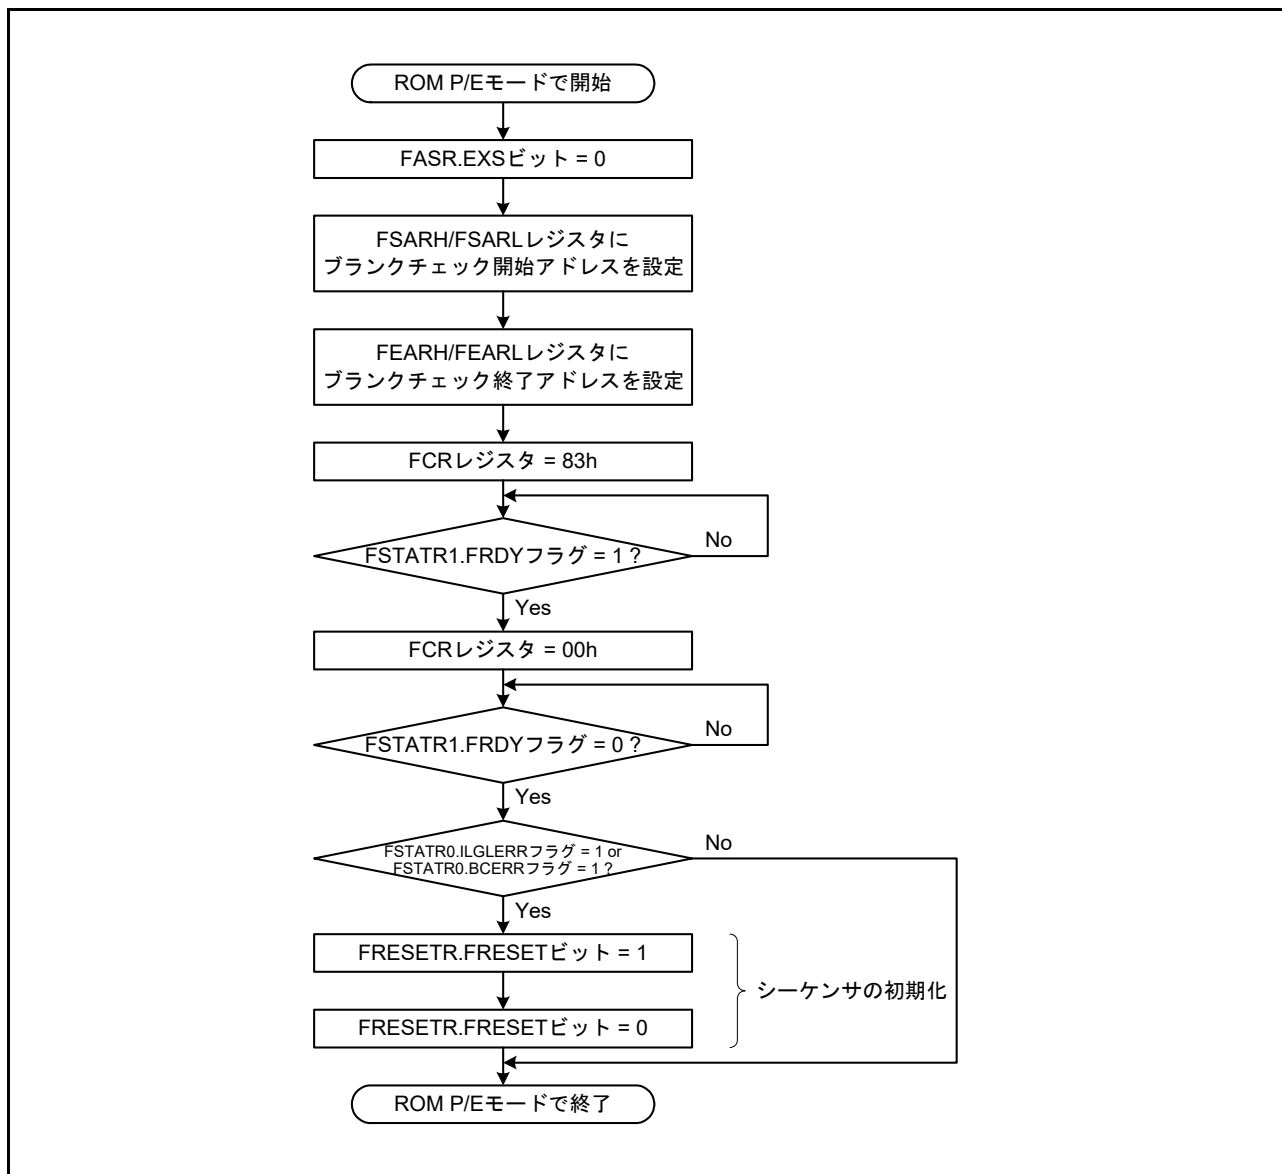 ROM P/Eモードで開始
FASR.EXSビット = 0
FSARH/FSARLレジスタに
ブランクチェック開始アドレスを設定
FEARH/FEARLレジスタに
ブランクチェック終了アドレスを設定
FCRレジスタ = 83h
FSTATR1.FRDYフラグ = 1 ?
No
Yes
FCRレジスタ = 00h
FSTATR1.FRDYフラグ = 0 ?
No
Yes
FSTATR0.ILGLERRフラグ = 1 or
FSTATR0.BCERRフラグ = 1 ?
No
Yes
FRESETR.FRESETビット = 1
シーケンサの初期化
FRESETR.FRESETビット = 0
ROM P/Eモードで終了